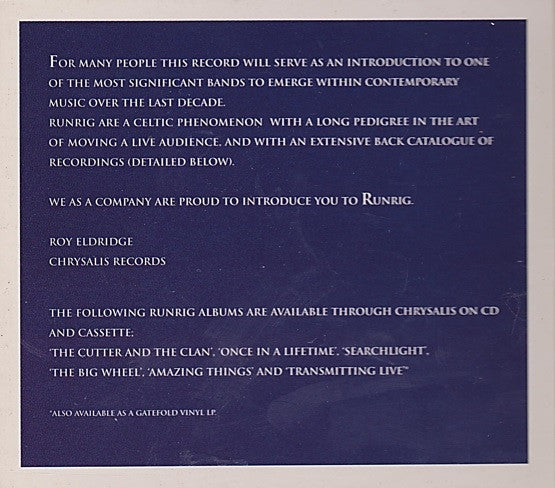 FOR MANY PEOPLE THIS RECORD WILL SERVE AS AN INTRODUCTION TO ONE
OF THE MOST SIGNIFICANT BANDS TO EMERGE WITHIN CONTEMPORARY
MUSIC OVER THE LAST DECADE.
RUNRIG ARE A CELTIC PHENOMENON WITH A LONG PEDIGREE IN THE ART
OF MOVING A LIVE AUDIENCE, AND WITH AN EXTENSIVE BACK CATALOGUE OF
RECORDINGS (DETAILED BELOW).
WE AS A COMPANY ARE PROUD TO INTRODUCE YOU TO RUNRIG.
ROY ELDRIDGE
CHRYSALIS RECORDS
THE FOLLOWING RUNRIG ALBUMS ARE AVAILABLE THROUGH CHRYSALIS ON CD
AND CASSETTE;
'THE CUTTER AND THE CLAN', 'ONCE IN A LIFETIME', 'SEARCHLIGHT',
'THE BIG WHEEL', 'AMAZING THINGS' AND 'TRANSMITTING LIVE'*
*ALSO AVAILABLE AS A GATEFOLD VINYL LP.